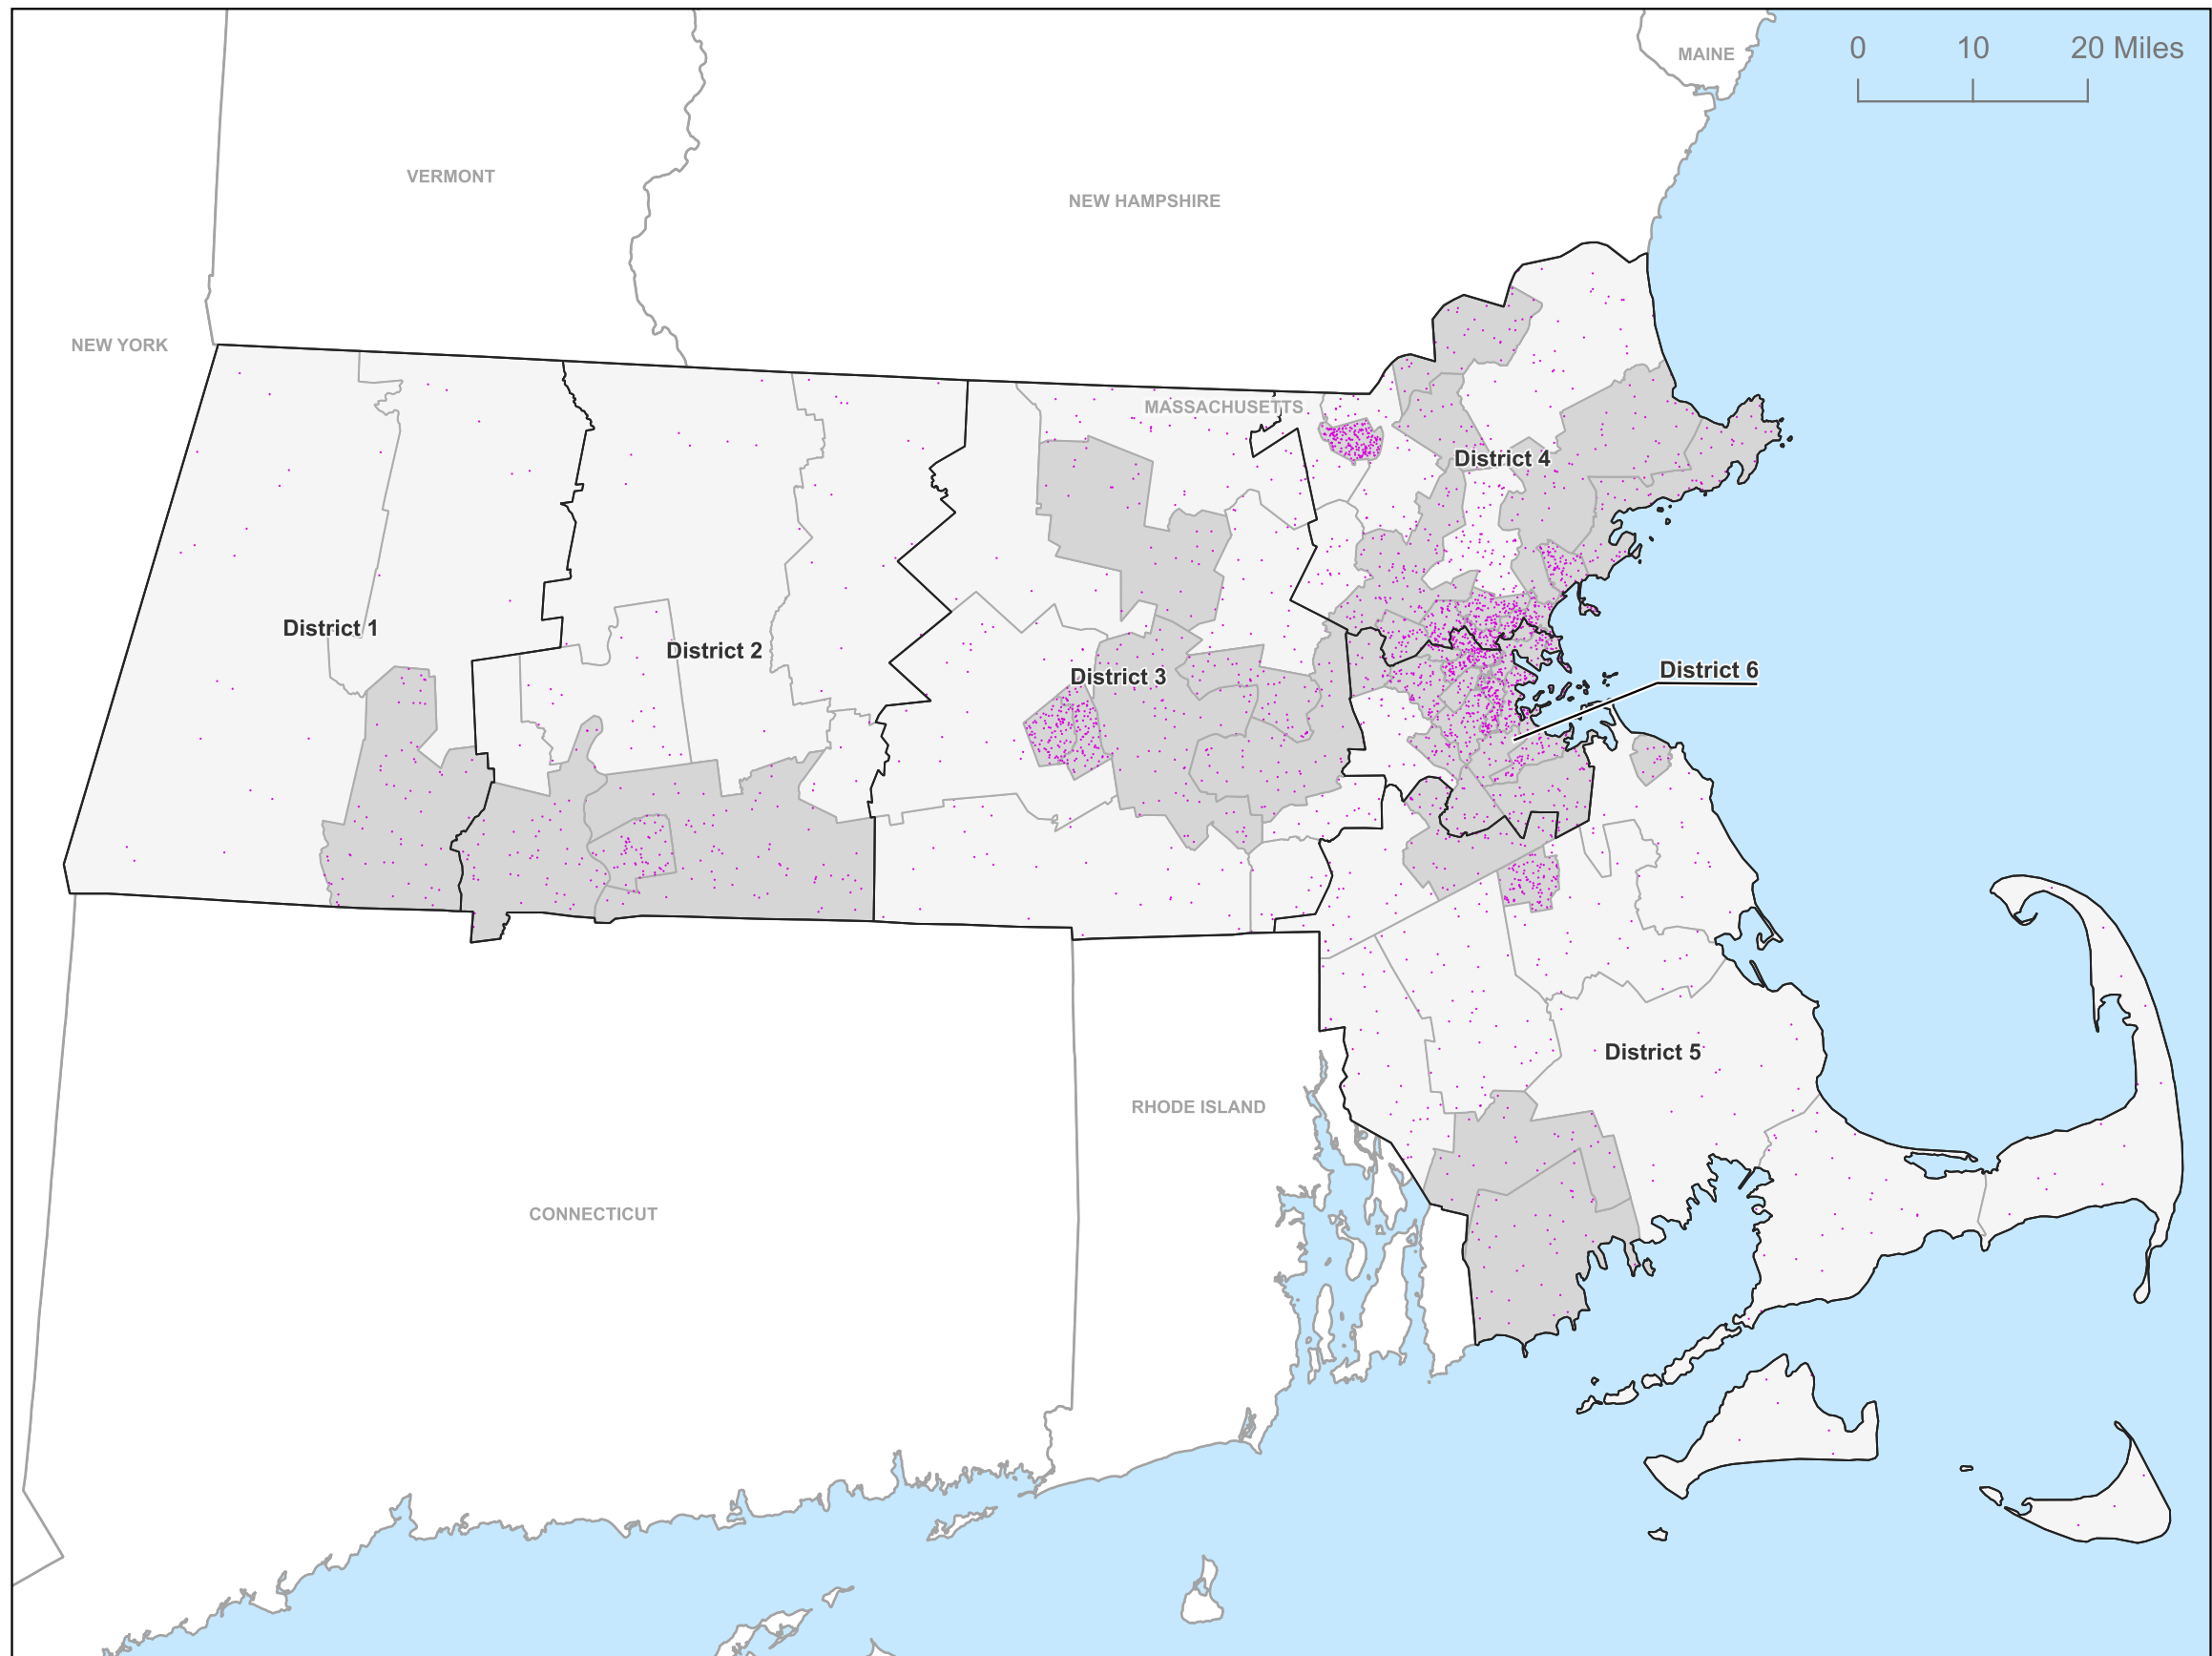 MAINE
0 10 20 Miles
VERMONT
NEW HAMPSHIRE
NEW YORK
MASSACHUSETTS
District 4
District 1
District 2
District 3
District 6
District 5
RHODE ISLAND
CONNECTICUT